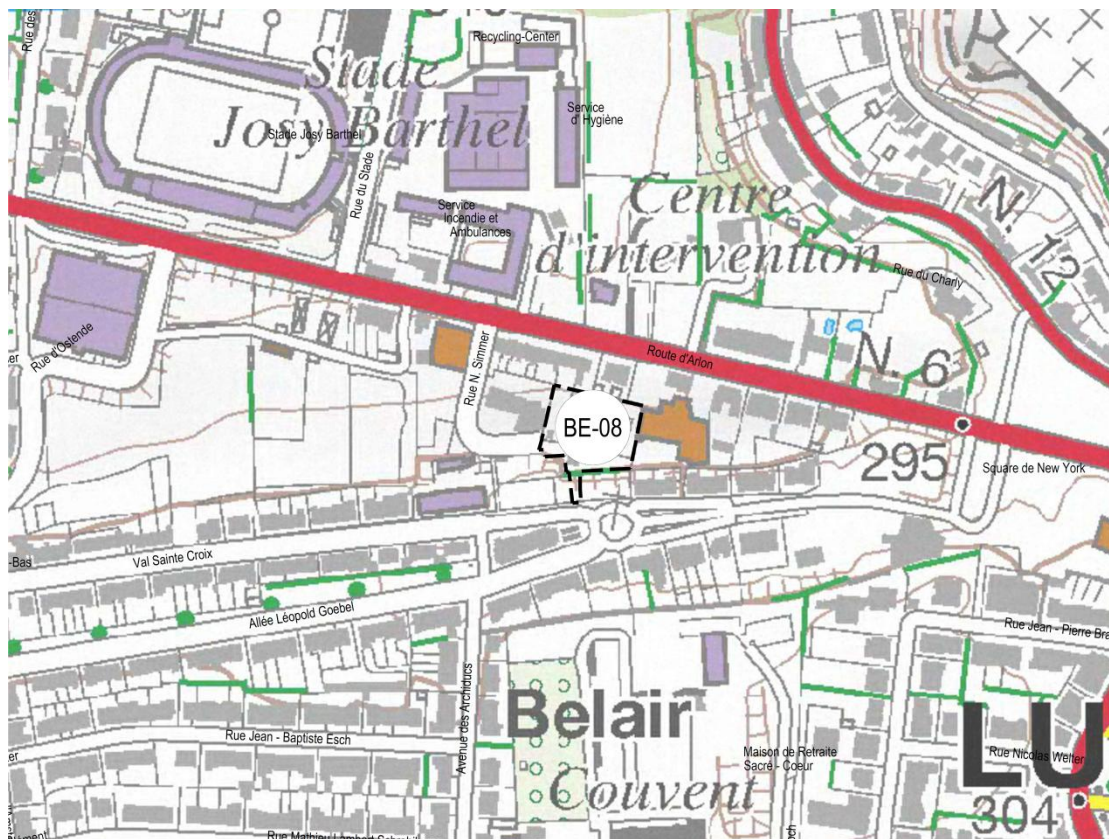 Rue des
Recycling-Center
Stade
Josy Barthel
Stade Josy Barthel
Service
d' Hygiène
Rue du Stade
Service
Incendie et
Ambulances
Centre
d'intervention
Rue du Charly
N. 12
Rue d'Ostende
Rue N. Simmer
Route d'Arlon
N. 6
BE-08
295
Square de New York
-Bas
Val Sainte Croix
Allée Léopold Goebel
Rue Jean - Pierre Bra
Avenue des Archiducs
Belair
Rue Jean - Baptiste Esch
Maison de Retraite
Sacré - Coeur
Rue Nicolas Welter
LU
Couvent
304